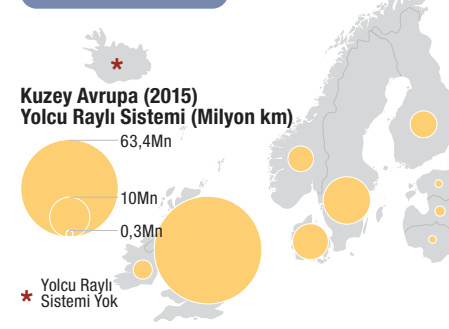 *
Kuzey Avrupa (2015)
Yolcu Raylı Sistemi (Milyon km)
63,4Mn
10Mn
0,3Mn
* Yolcu Raylı
Sistemi Yok